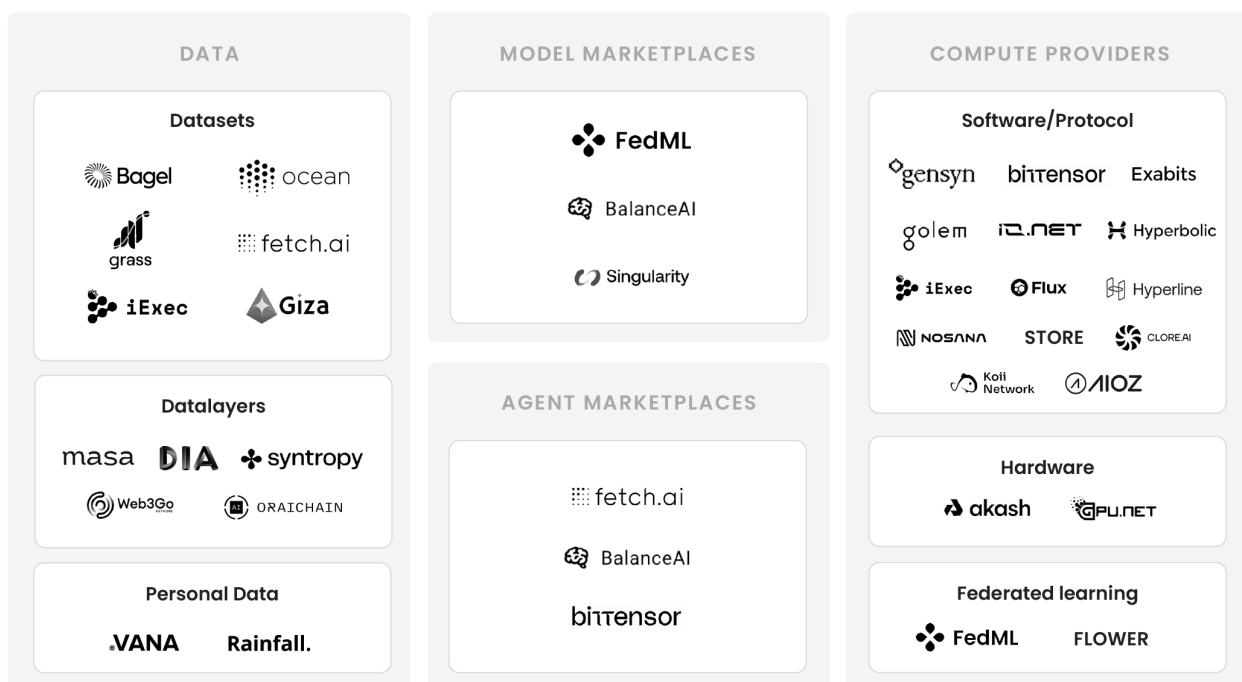 DATA
Datasets
Bagel
ocean
grass
fetch.ai
iExec
Giza
Datalayers
masa
DIA
syntropy
Web3Go
NETWORK
AI
ORAICHAIN
Personal Data
.VANA
Rainfall.
MODEL MARKETPLACES
FedML
BalanceAI
Singularity
AGENT MARKETPLACES
fetch.ai
BalanceAI
bittensor
COMPUTE PROVIDERS
Software/Protocol
gensyn
bittensor
Exabits
golem
io.net
Hyperbolic
iExec
Flux
Hyperline
NOSANA
STORE
CLORE.AI
Koii
Network
AIOZ
Hardware
akash
GPU.NET
Federated learning
FedML
FLOWER